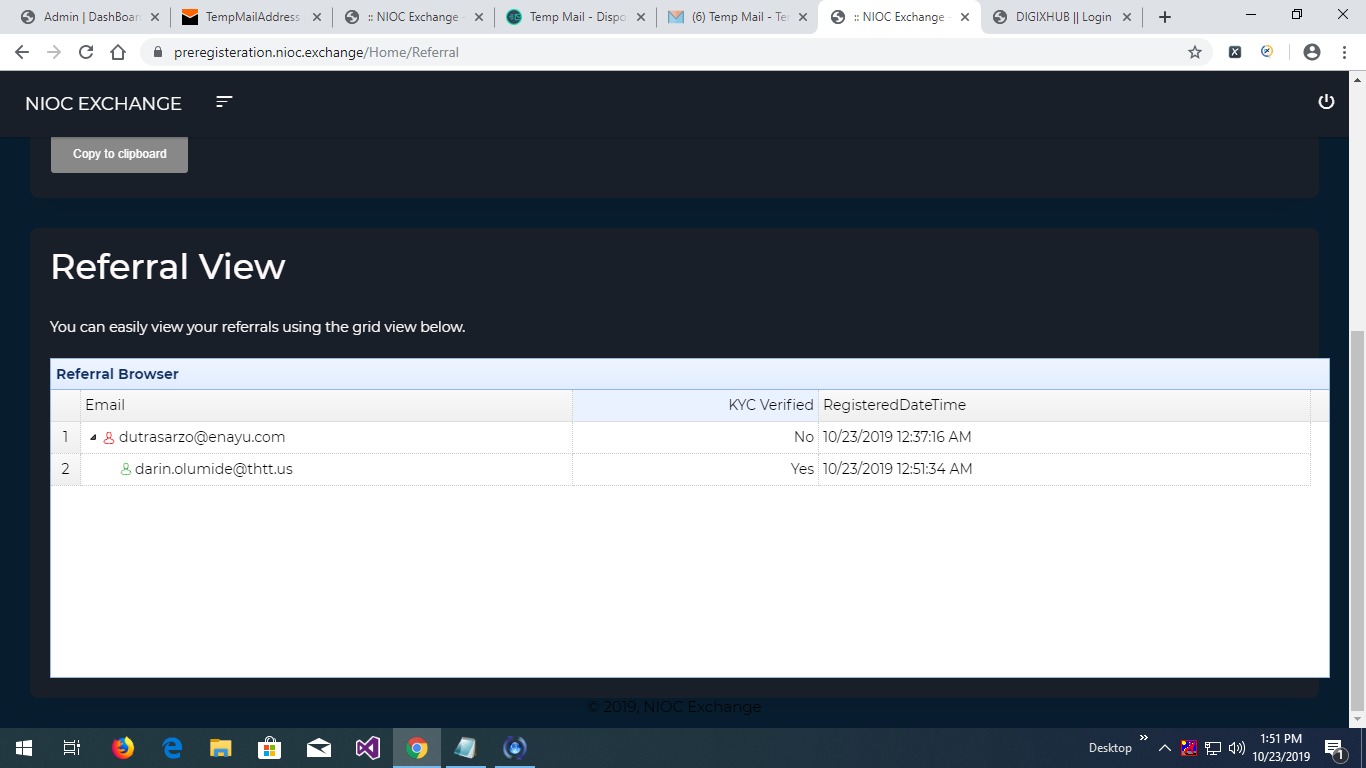 Admin | DashBoar
TempMailAddress
:: NIOC Exchange -
Temp Mail - Dispo
(6) Temp Mail - Te
:: NIOC Exchange -
DIGIXHUB || Login
preregisteration.nioc.exchange/Home/Referral
NIOC EXCHANGE
Copy to clipboard
Referral View
You can easily view your referrals using the grid view below.
Referral Browser
Email KYC Verified RegisteredDateTime
1 dutrasarzo@enayu.com No 10/23/2019 12:37:16 AM
2 darin.olumide@thtt.us Yes 10/23/2019 12:51:34 AM
© 2019, NIOC Exchange
Desktop
1:51 PM
10/23/2019
1